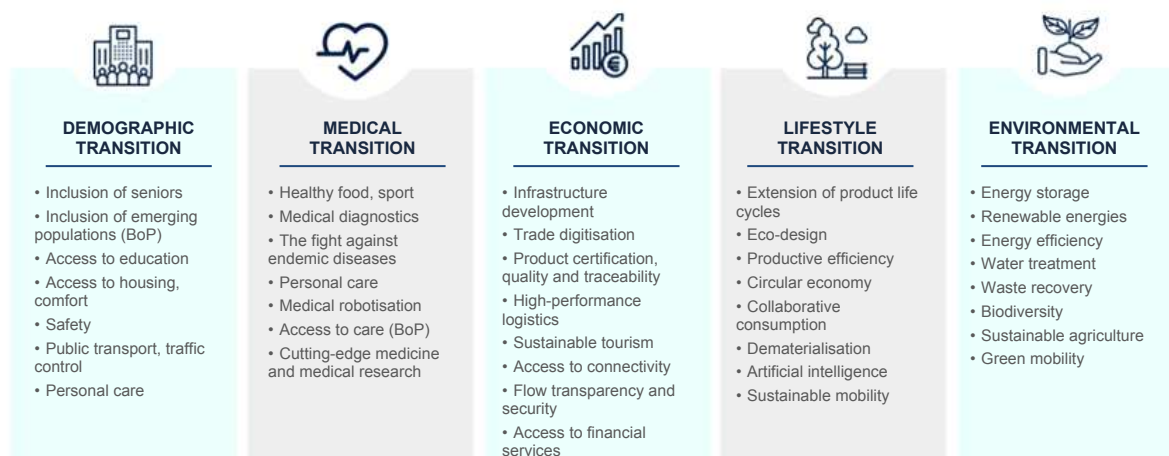 DEMOGRAPHIC
TRANSITION
• Inclusion of seniors
• Inclusion of emerging
populations (BoP)
• Access to education
• Access to housing,
comfort
• Safety
• Public transport, traffic
control
• Personal care
MEDICAL
TRANSITION
• Healthy food, sport
• Medical diagnostics
• The fight against
endemic diseases
• Personal care
• Medical robotisation
• Access to care (BoP)
• Cutting-edge medicine
and medical research
ECONOMIC
TRANSITION
• Infrastructure
development
• Trade digitisation
• Product certification,
quality and traceability
• High-performance
logistics
• Sustainable tourism
• Access to connectivity
• Flow transparency and
security
• Access to financial
services
LIFESTYLE
TRANSITION
• Extension of product life
cycles
• Eco-design
• Productive efficiency
• Circular economy
• Collaborative
consumption
• Dematerialisation
• Artificial intelligence
• Sustainable mobility
ENVIRONMENTAL
TRANSITION
• Energy storage
• Renewable energies
• Energy efficiency
• Water treatment
• Waste recovery
• Biodiversity
• Sustainable agriculture
• Green mobility